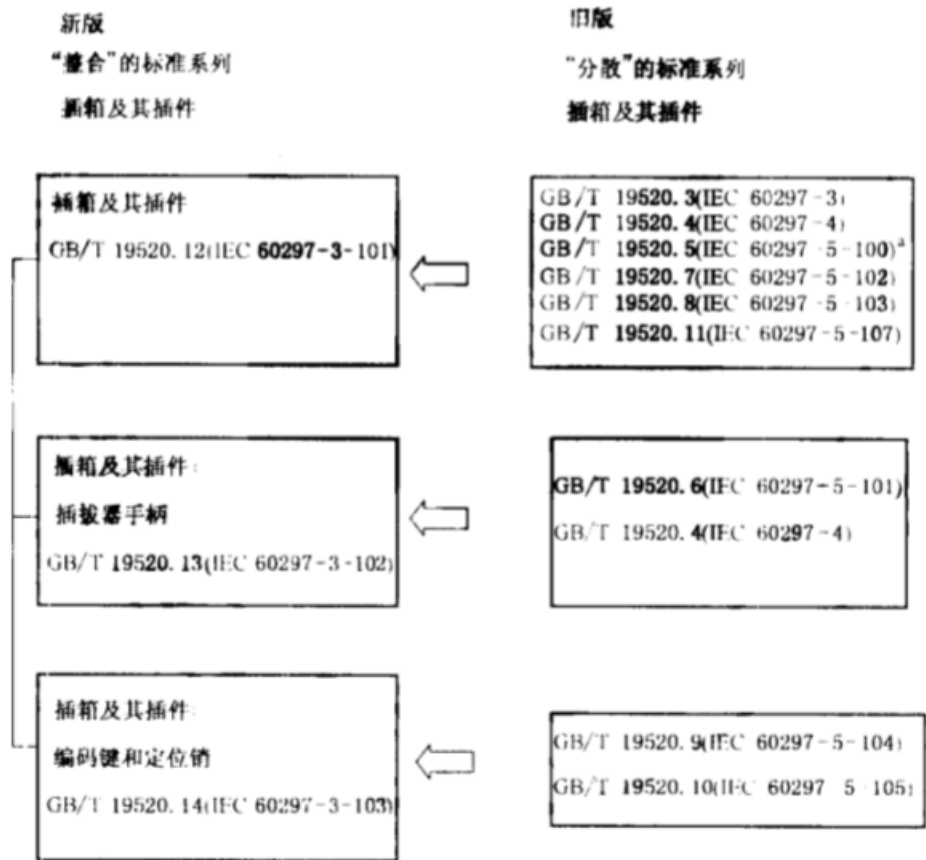 新版
“整合”的标准系列
插箱及其插件
旧版
“分散”的标准系列
插箱及其插件
插箱及其插件
GB/T 19520.12(IEC 60297-3-101)
GB/T 19520.3(IEC 60297-3)
GB/T 19520.4(IEC 60297-4)
GB/T 19520.5(IEC 60297-5-100)a
GB/T 19520.7(IEC 60297-5-102)
GB/T 19520.8(IEC 60297-5-103)
GB/T 19520.11(IEC 60297-5-107)
插箱及其插件:
插拔器手柄
GB/T 19520.13(IEC 60297-3-102)
GB/T 19520.6(IEC 60297-5-101)
GB/T 19520.4(IEC 60297-4)
插箱及其插件:
编码键和定位销
GB/T 19520.14(IEC 60297-3-103)
GB/T 19520.9(IEC 60297-5-104)
GB/T 19520.10(IEC 60297-5-105)